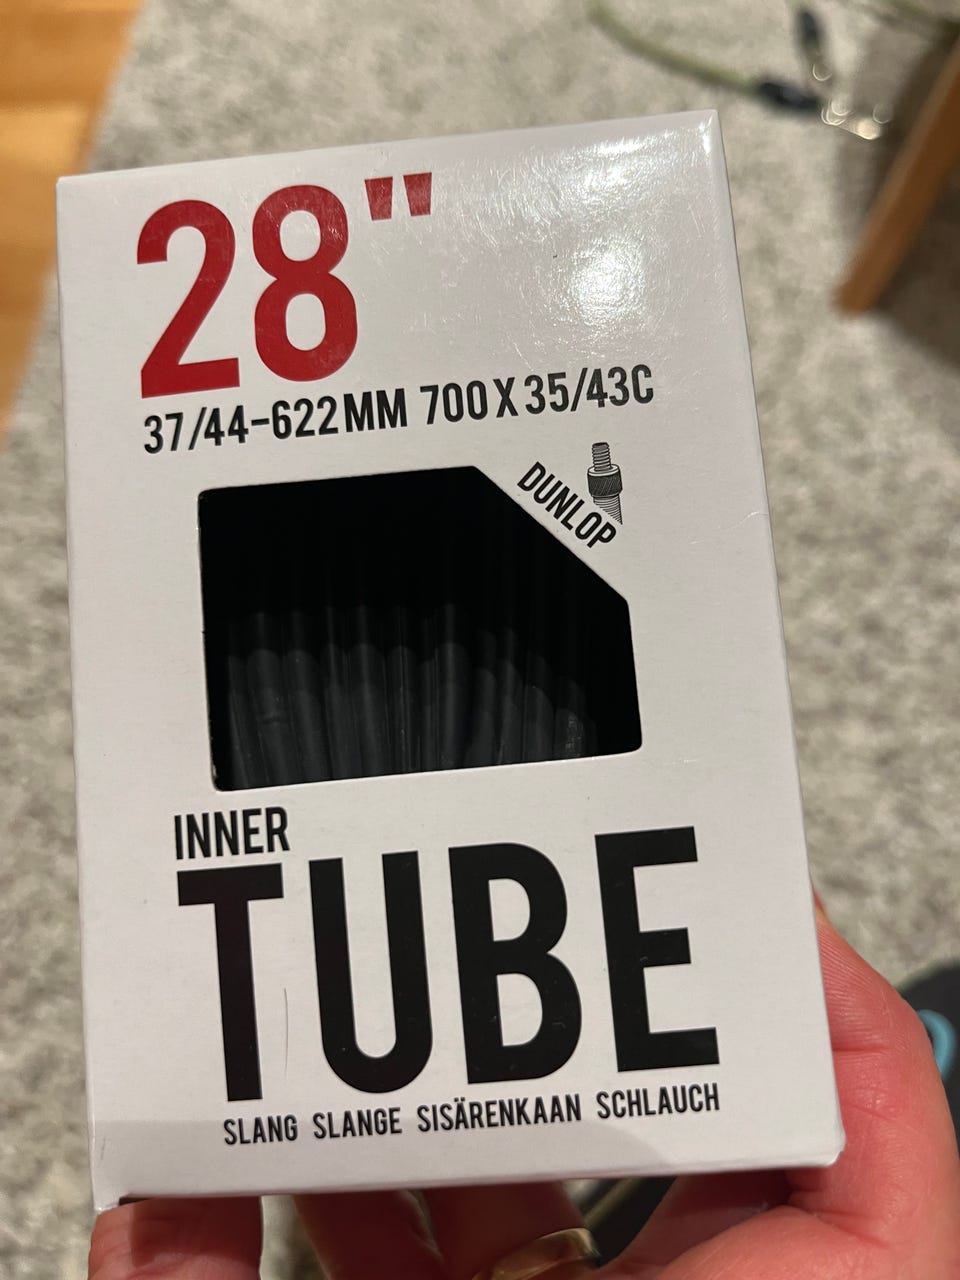 28"
37/44-622MM 700X35/43C
DUNLOP
INNER
TUBE
SLANG SLANGE SISÄRENKAAN SCHLAUCH